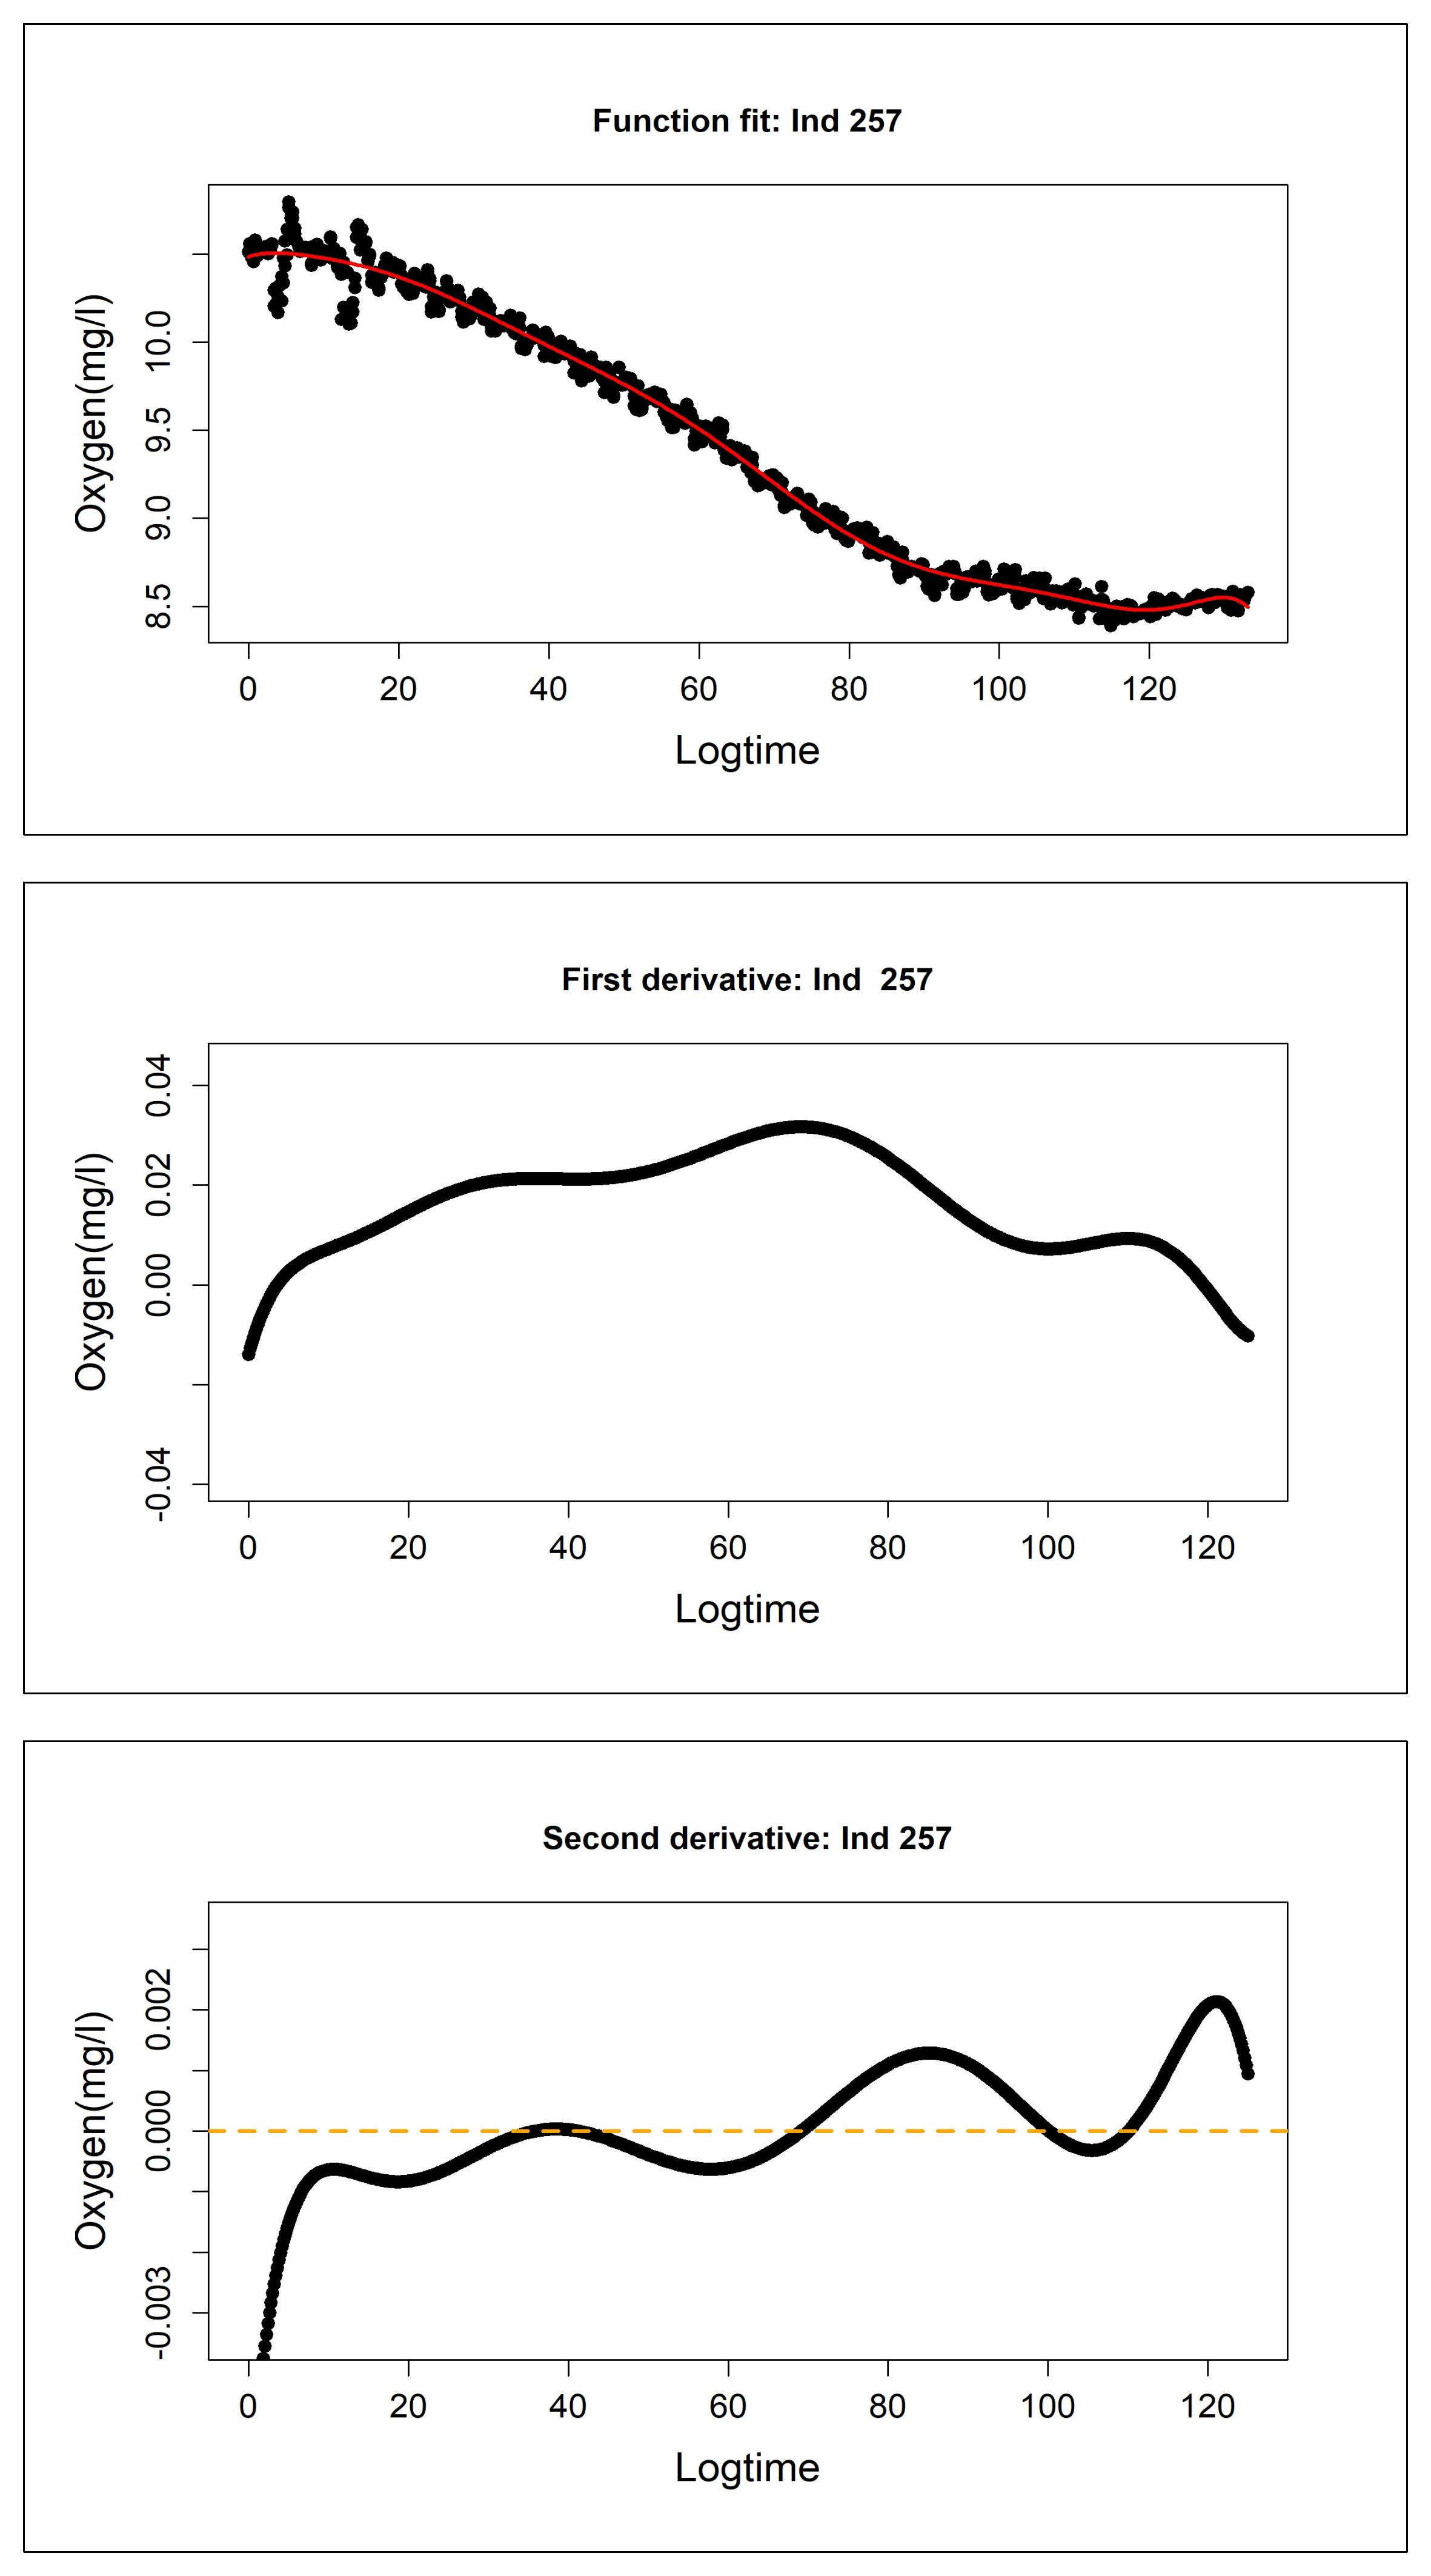 Function fit: Ind 257
Oxygen(mg/l)
10.0
9.5
9.0
8.5
0 20 40 60 80 100 120
Logtime
First derivative: Ind  257
Oxygen(mg/l)
0.04
0.02
0.00
-0.04
0 20 40 60 80 100 120
Logtime
Second derivative: Ind 257
Oxygen(mg/l)
0.002
0.000
-0.003
0 20 40 60 80 100 120
Logtime